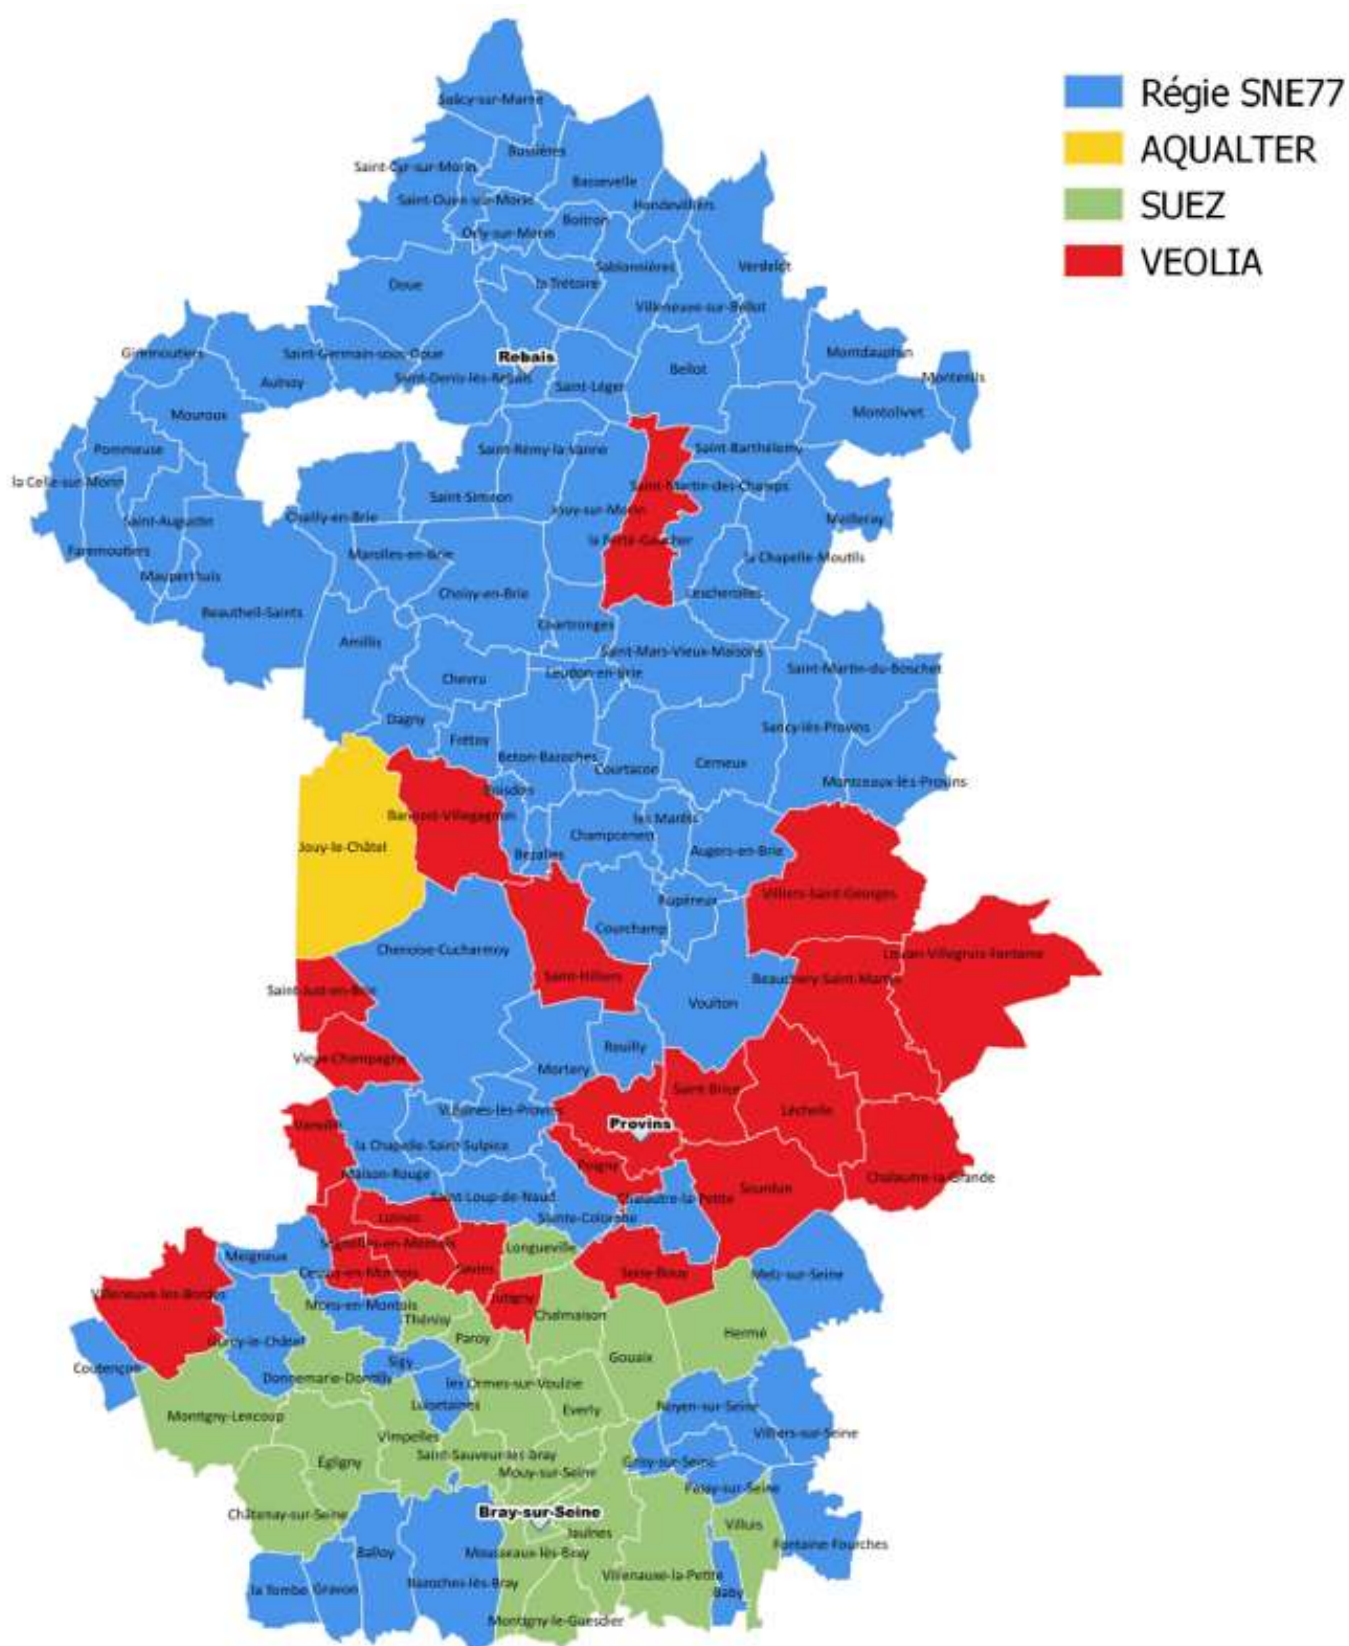 Régie SNE77
AQUALTER
SUEZ
VEOLIA
Saâcy-sur-Marne
Bussières
Saint-Cyr-sur-Morin
Bassevelle
Saint-Ouen-sur-Morin
Hondevilliers
Boitron
Orly-sur-Morin
Sablonnières
Verdelot
Doue
la Trétoire
Villeneuve-sur-Bellot
Ginmoutiers
Saint-Germain-sous-Doue
Rebais
Montdauphin
Aulnoy
Saint-Denis-lès-Rebais
Saint-Léger
Bellot
Montenils
Mouroux
Montolivet
Pommeuse
Saint-Rémy-la-Vanne
Saint-Barthélemy
la Celle-sur-Morin
Saint-Siméon
Saint-Martin-des-Champs
Saint-Augustin
Chailly-en-Brie
Jouy-sur-Morin
Meilleray
Faremoutiers
Marolles-en-Brie
la Ferté-Gaucher
la Chapelle-Moutils
Mauperthuis
Choisy-en-Brie
Lescherolles
Beautheil-Saints
Amillis
Chartronges
Saint-Mars-Vieux-Maisons
Chevru
Leudon-en-Brie
Saint-Martin-du-Boschet
Dagny
Frétoy
Sancy-lès-Provins
Beton-Bazoches
Courtacon
Cerneux
Montceaux-lès-Provins
Boisdon
Bannost-Villegagnon
les Marêts
Champcenest
Jouy-le-Châtel
Bezalles
Augers-en-Brie
Villiers-Saint-Georges
Rupéreux
Courchamp
Chenoise-Cucharmoy
Louan-Villegruis-Fontaine
Saint-Hilliers
Beauchery-Saint-Martin
Saint-Just-en-Brie
Voulton
Rouilly
Vieux-Champagne
Mortery
Saint-Brice
Vulaines-lès-Provins
Léchelle
Provins
Vanvillé
la Chapelle-Saint-Sulpice
Maison-Rouge
Poigny
Chalautre-la-Grande
Saint-Loup-de-Naud
Chalautre-la-Petite
Sourdun
Lizines
Sainte-Colombe
Sognolles-en-Montois
Longueville
Meigneux
Savins
Soisy-Bouy
Melz-sur-Seine
Cessoy-en-Montois
Villeneuve-les-Bordes
Mons-en-Montois
Jutigny
Thénisy
Chalmaison
Hermé
Gurcy-le-Châtel
Paroy
Coutençon
Sigy
Gouaix
Donnemarie-Dontilly
les Ormes-sur-Voulzie
Luisetaines
Noyen-sur-Seine
Montigny-Lencoup
Everly
Vimpelles
Villiers-sur-Seine
Égligny
Saint-Sauveur-lès-Bray
Mouy-sur-Seine
Grisy-sur-Seine
Passy-sur-Seine
Châtenay-sur-Seine
Bray-sur-Seine
Villuis
Jaulnes
Balloy
Mousseaux-lès-Bray
Fontaine-Fourches
la Tombe
Gravon
Bazoches-lès-Bray
Villenauxe-la-Petite
Baby
Montigny-le-Guesdier